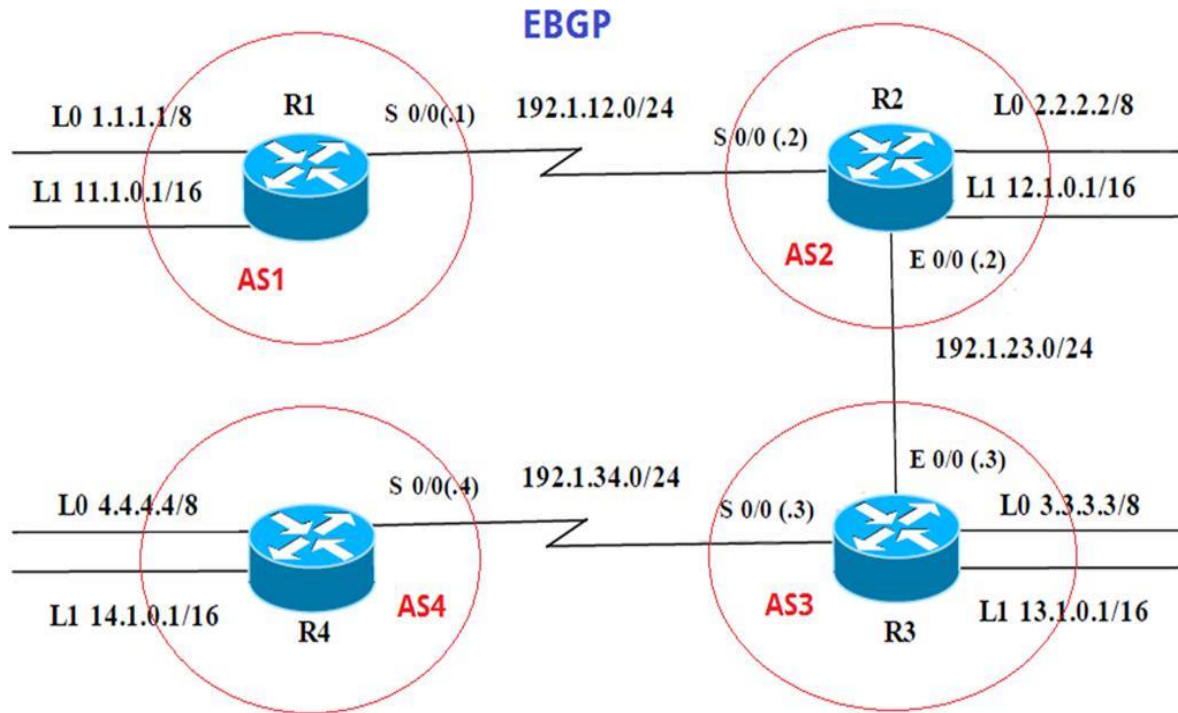 EBGP
R1
L0 1.1.1.1/8
S 0/0(.1)
L1 11.1.0.1/16
AS1
192.1.12.0/24
R2
L0 2.2.2.2/8
S 0/0 (.2)
L1 12.1.0.1/16
AS2
E 0/0 (.2)
192.1.23.0/24
L0 4.4.4.4/8
S 0/0(.4)
L1 14.1.0.1/16
AS4
R4
192.1.34.0/24
E 0/0 (.3)
S 0/0 (.3)
L0 3.3.3.3/8
AS3
L1 13.1.0.1/16
R3